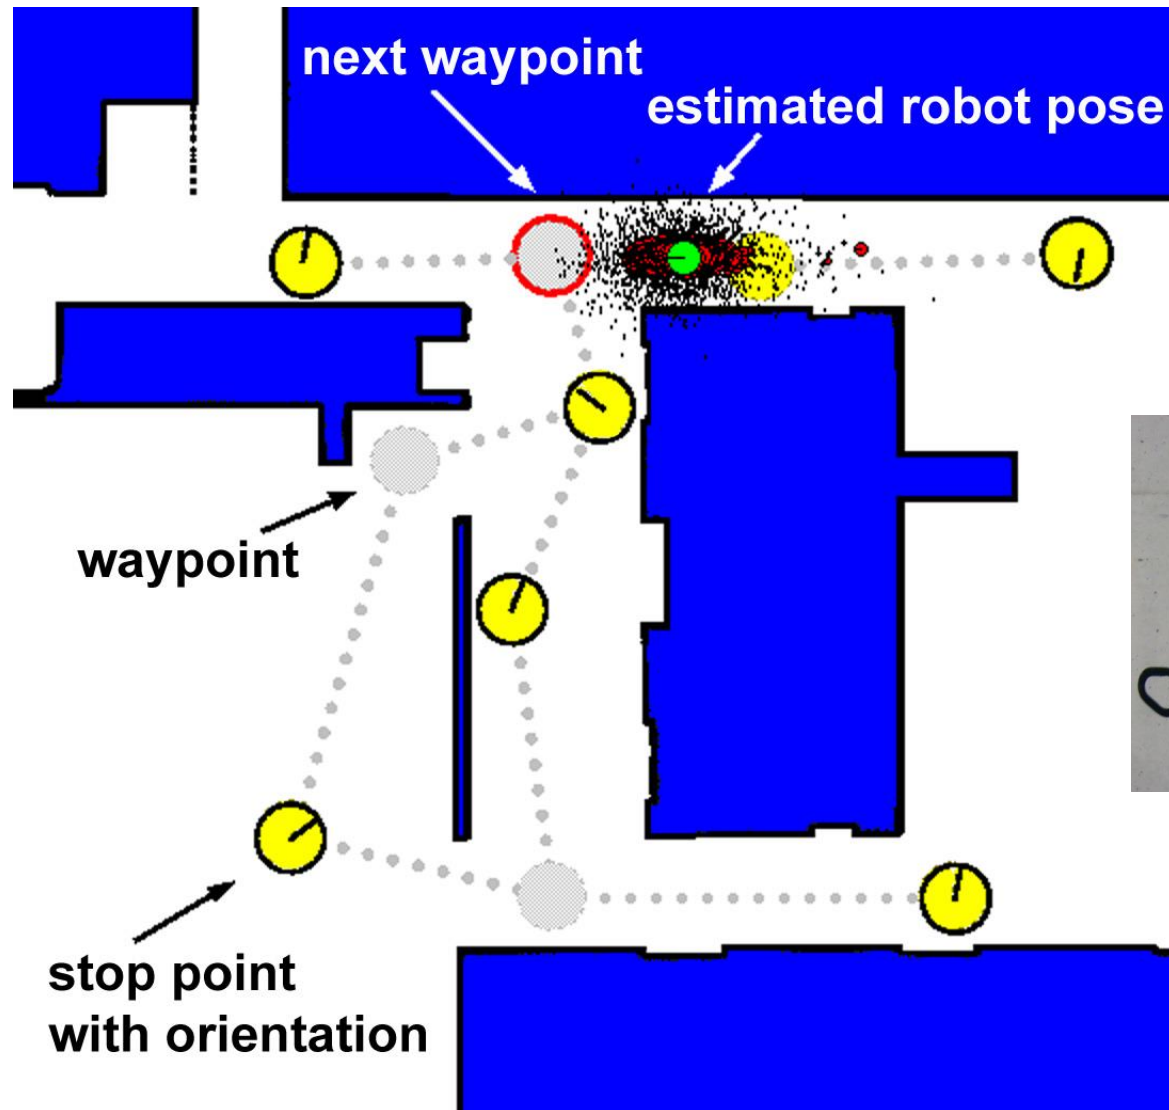 next waypoint
estimated robot pose
waypoint
stop point
with orientation